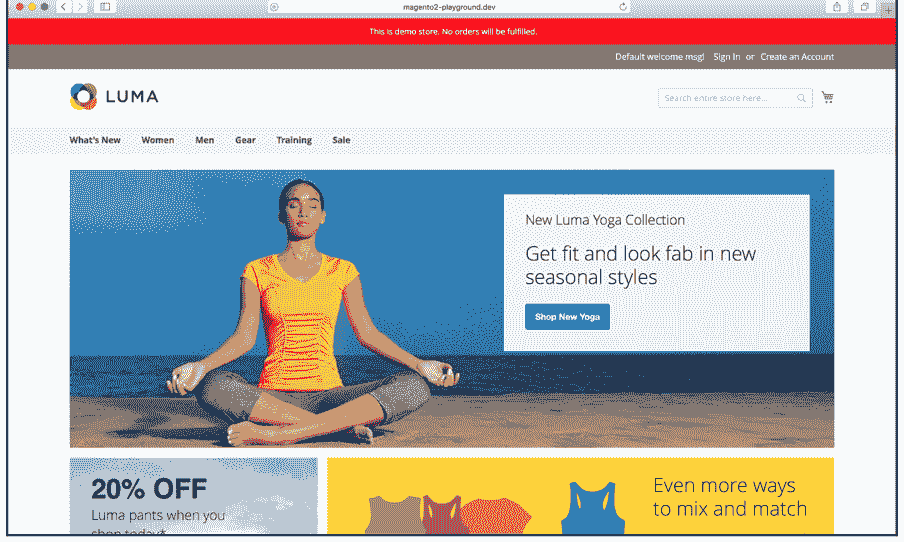 magento2-playground.dev
This is demo store. No orders will be fulfilled.
Default welcome msg! Sign In or Create an Account
LUMA
Search entire store here...
What's New Women Men Gear Training Sale
New Luma Yoga Collection
Get fit and look fab in new
seasonal styles
Shop New Yoga
20% OFF
Luma pants when you
shop today*
Even more ways
to mix and match